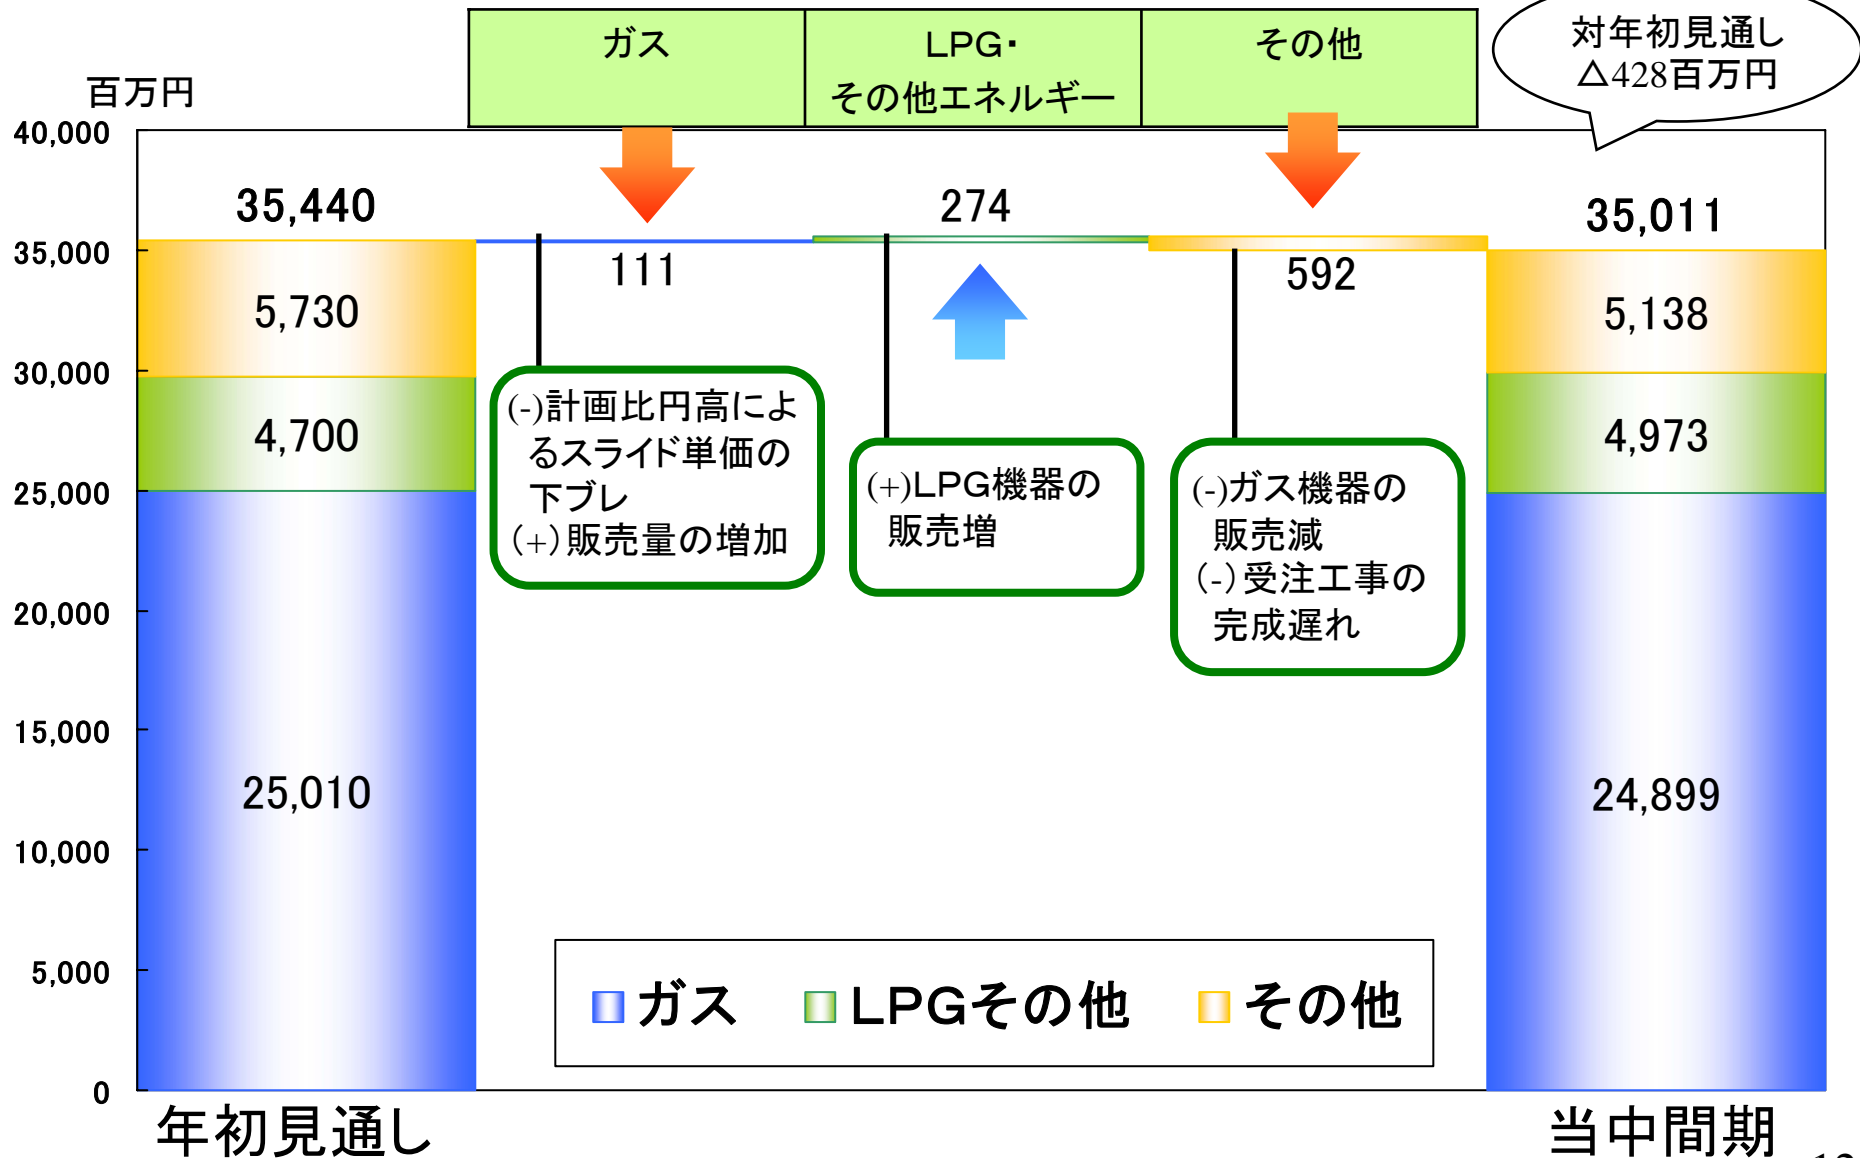 ガス
LPG・
その他エネルギー
その他
対年初見通し
△428百万円
百万円
40,000
35,000
30,000
25,000
20,000
15,000
10,000
5,000
0
35,440
5,730
4,700
25,010
111
274
592
35,011
5,138
4,973
24,899
(-)計画比円高によ
るスライド単価の
下ブレ
(+)販売量の増加
(+)LPG機器の
販売増
(-)ガス機器の
販売減
(-)受注工事の
完成遅れ
ガス
LPGその他
その他
年初見通し
当中間期